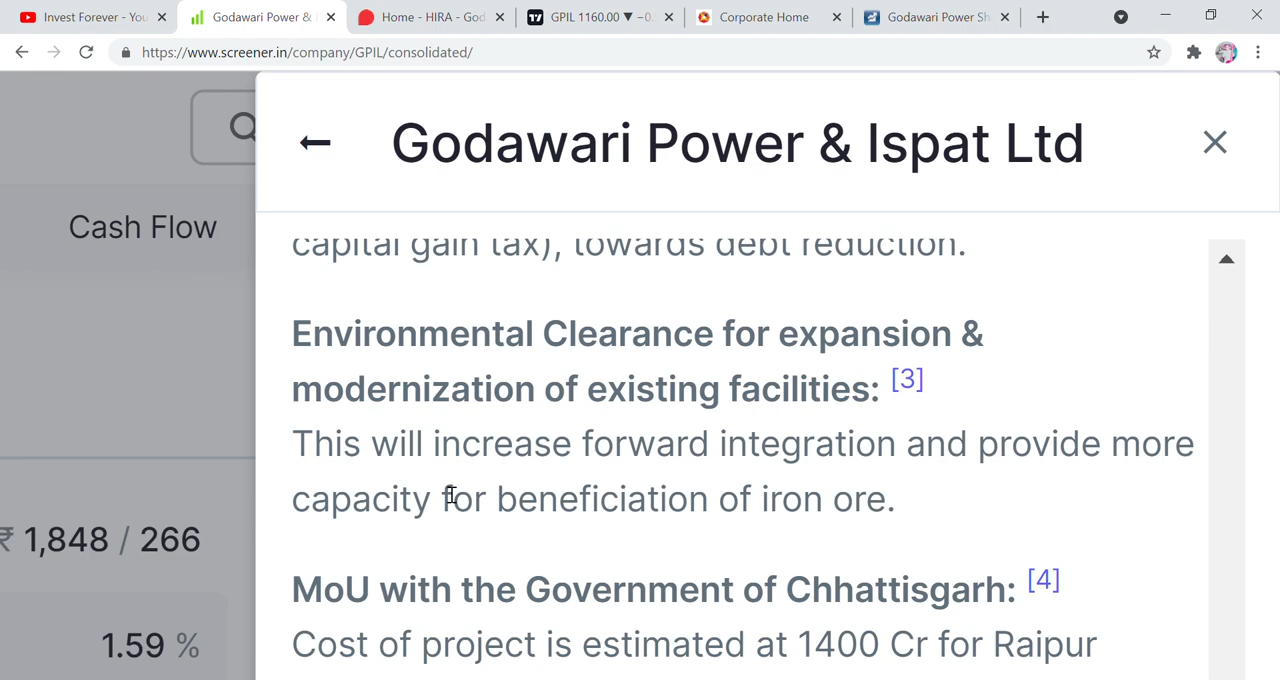 Invest Forever - You
Godawari Power &
Home - HIRA - God
GPIL 1160.00 ▼ −0.
Corporate Home
Godawari Power Sh
https://www.screener.in/company/GPIL/consolidated/
← Godawari Power & Ispat Ltd ×
Cash Flow
capital gain tax), towards debt reduction.
Environmental Clearance for expansion &
modernization of existing facilities: [3]
This will increase forward integration and provide more
capacity for beneficiation of iron ore.
₹ 1,848 / 266
MoU with the Government of Chhattisgarh: [4]
Cost of project is estimated at 1400 Cr for Raipur
1.59 %